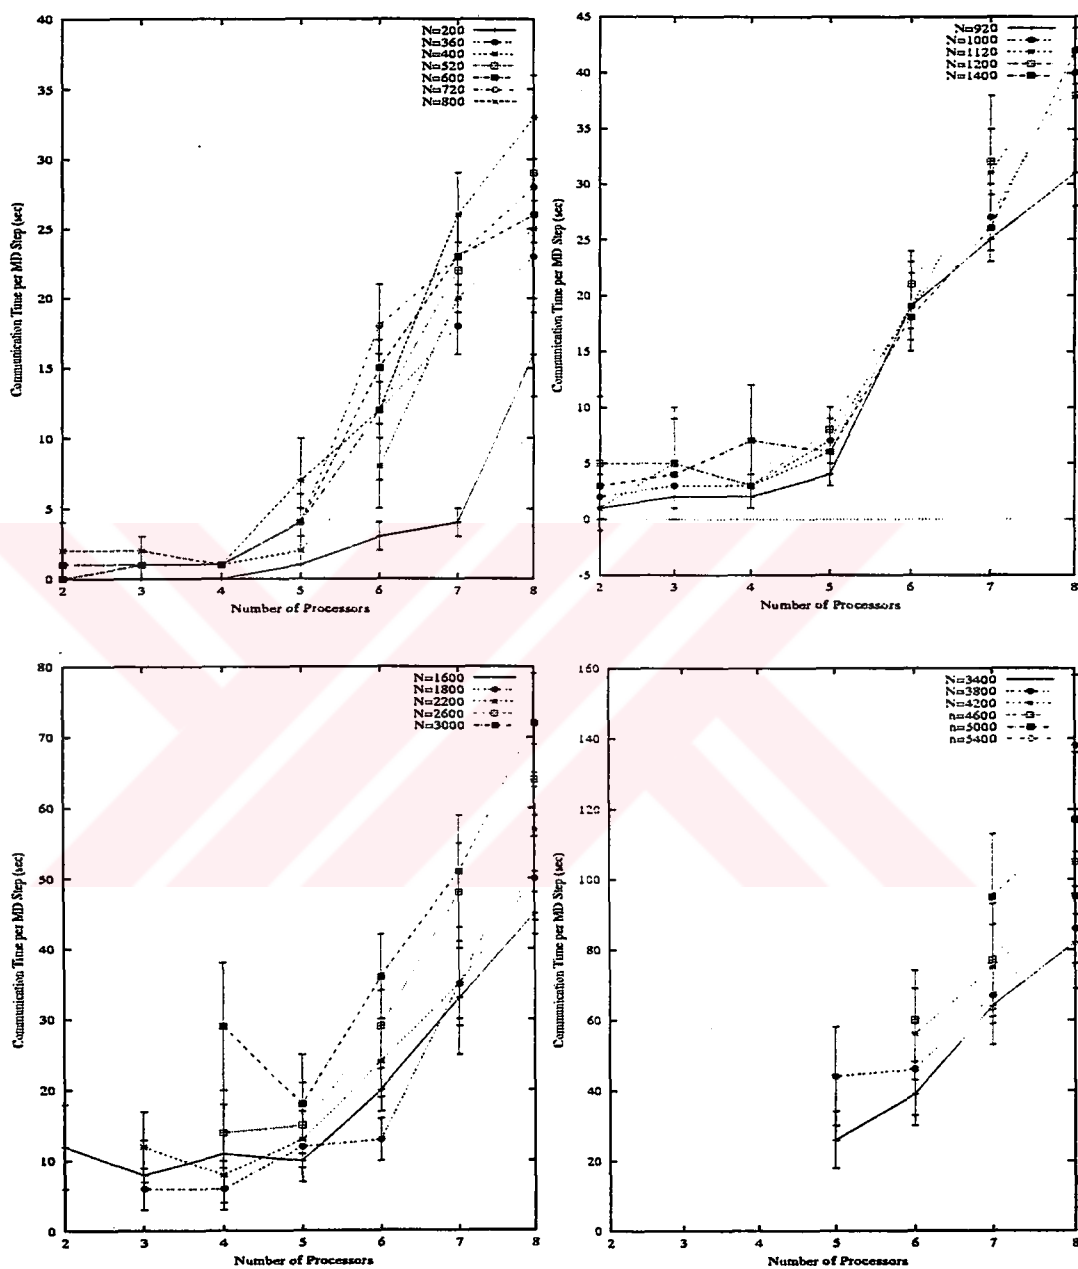 40
35
30
25
20
15
10
5
0
Communication Time per MD Step (sec)
N=200
N=360
N=400
N=520
N=600
N=720
N=800
2 3 4 5 6 7 8
Number of Processors
45
40
35
30
25
20
15
10
5
0
-5
Communication Time per MD Step (sec)
N=920
N=1000
N=1120
N=1200
N=1400
2 3 4 5 6 7 8
Number of Processors
80
70
60
50
40
30
20
10
0
Communication Time per MD Step (sec)
N=1600
N=1800
N=2200
N=2600
N=3000
2 3 4 5 6 7 8
Number of Processors
160
140
120
100
80
60
40
20
0
Communication Time per MD Step (sec)
N=3400
N=3800
N=4200
n=4600
n=5000
n=5400
2 3 4 5 6 7 8
Number of Processors